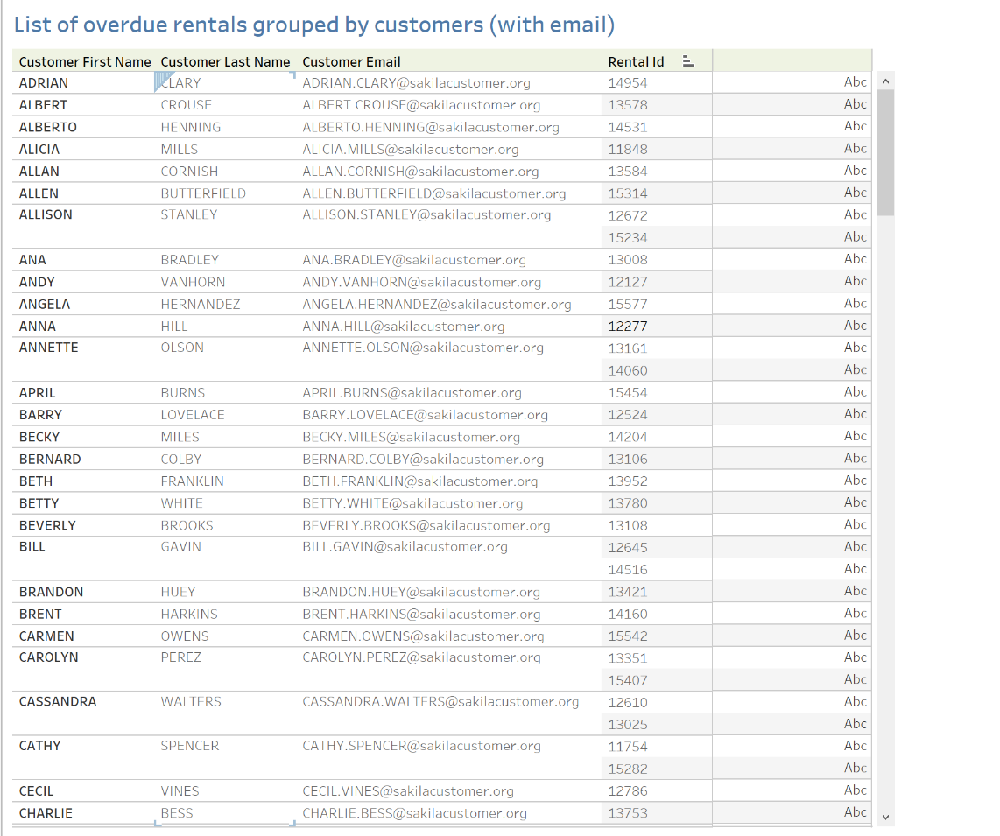 List of overdue rentals grouped by customers (with email)
Customer First Name Customer Last Name Customer Email Rental Id
ADRIAN CLARY ADRIAN.CLARY@sakilacustomer.org 14954 Abc
ALBERT CROUSE ALBERT.CROUSE@sakilacustomer.org 13578 Abc
ALBERTO HENNING ALBERTO.HENNING@sakilacustomer.org 14531 Abc
ALICIA MILLS ALICIA.MILLS@sakilacustomer.org 11848 Abc
ALLAN CORNISH ALLAN.CORNISH@sakilacustomer.org 13584 Abc
ALLEN BUTTERFIELD ALLEN.BUTTERFIELD@sakilacustomer.org 15314 Abc
ALLISON STANLEY ALLISON.STANLEY@sakilacustomer.org 12672 Abc
15234 Abc
ANA BRADLEY ANA.BRADLEY@sakilacustomer.org 13008 Abc
ANDY VANHORN ANDY.VANHORN@sakilacustomer.org 12127 Abc
ANGELA HERNANDEZ ANGELA.HERNANDEZ@sakilacustomer.org 15577 Abc
ANNA HILL ANNA.HILL@sakilacustomer.org 12277 Abc
ANNETTE OLSON ANNETTE.OLSON@sakilacustomer.org 13161 Abc
14060 Abc
APRIL BURNS APRIL.BURNS@sakilacustomer.org 15454 Abc
BARRY LOVELACE BARRY.LOVELACE@sakilacustomer.org 12524 Abc
BECKY MILES BECKY.MILES@sakilacustomer.org 14204 Abc
BERNARD COLBY BERNARD.COLBY@sakilacustomer.org 13106 Abc
BETH FRANKLIN BETH.FRANKLIN@sakilacustomer.org 13952 Abc
BETTY WHITE BETTY.WHITE@sakilacustomer.org 13780 Abc
BEVERLY BROOKS BEVERLY.BROOKS@sakilacustomer.org 13108 Abc
BILL GAVIN BILL.GAVIN@sakilacustomer.org 12645 Abc
14516 Abc
BRANDON HUEY BRANDON.HUEY@sakilacustomer.org 13421 Abc
BRENT HARKINS BRENT.HARKINS@sakilacustomer.org 14160 Abc
CARMEN OWENS CARMEN.OWENS@sakilacustomer.org 15542 Abc
CAROLYN PEREZ CAROLYN.PEREZ@sakilacustomer.org 13351 Abc
15407 Abc
CASSANDRA WALTERS CASSANDRA.WALTERS@sakilacustomer.org 12610 Abc
13025 Abc
CATHY SPENCER CATHY.SPENCER@sakilacustomer.org 11754 Abc
15282 Abc
CECIL VINES CECIL.VINES@sakilacustomer.org 12786 Abc
CHARLIE BESS CHARLIE.BESS@sakilacustomer.org 13753 Abc